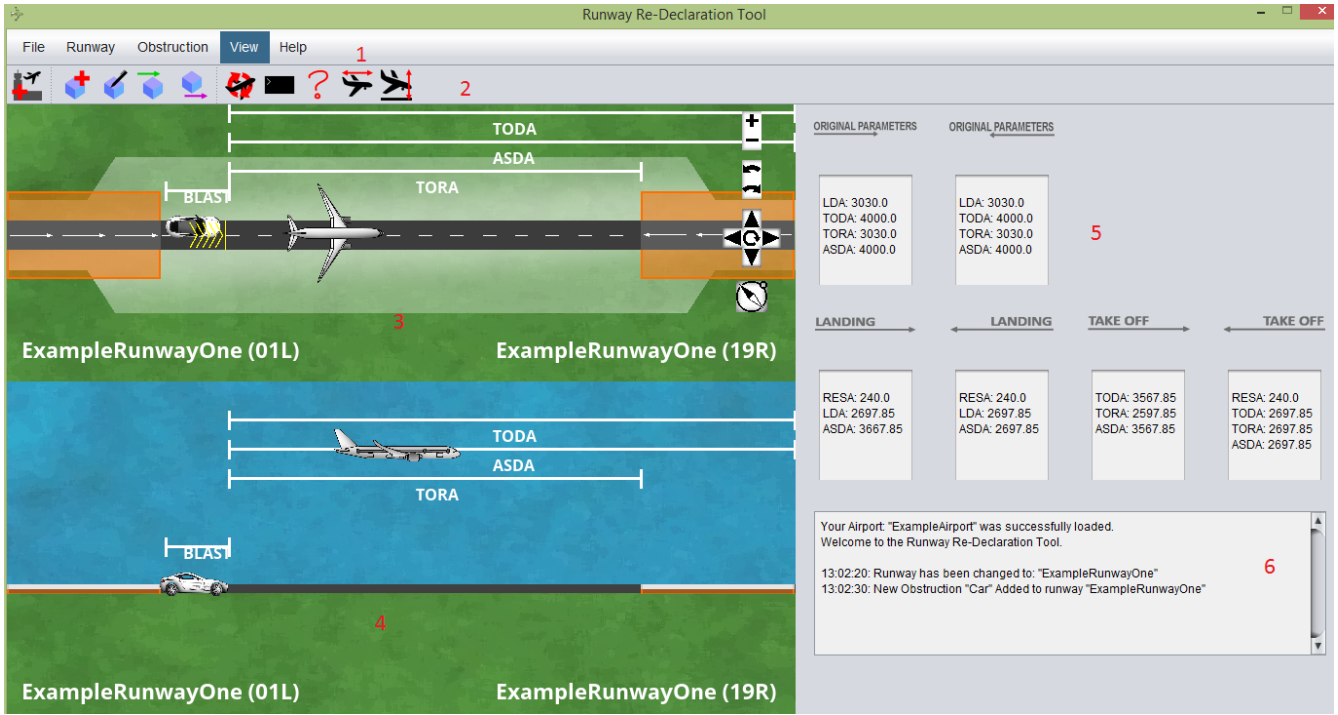 Runway Re-Declaration Tool
File Runway Obstruction View Help
1
2
TODA
ASDA
TORA
BLAST
3
ExampleRunwayOne (01L) ExampleRunwayOne (19R)
TODA
ASDA
TORA
BLAST
4
ExampleRunwayOne (01L) ExampleRunwayOne (19R)
ORIGINAL PARAMETERS ORIGINAL PARAMETERS
LDA: 3030.0 LDA: 3030.0
TODA: 4000.0 TODA: 4000.0
TORA: 3030.0 TORA: 3030.0
ASDA: 4000.0 ASDA: 4000.0
5
LANDING LANDING TAKE OFF TAKE OFF
RESA: 240.0 RESA: 240.0 TODA: 3567.85 RESA: 240.0
LDA: 2697.85 LDA: 2697.85 TORA: 2597.85 TODA: 2697.85
ASDA: 3667.85 ASDA: 2697.85 ASDA: 3567.85 TORA: 2697.85
ASDA: 2697.85
Your Airport: "ExampleAirport" was successfully loaded.
Welcome to the Runway Re-Declaration Tool.
13:02:20: Runway has been changed to: "ExampleRunwayOne"
13:02:30: New Obstruction "Car" Added to runway "ExampleRunwayOne"
6